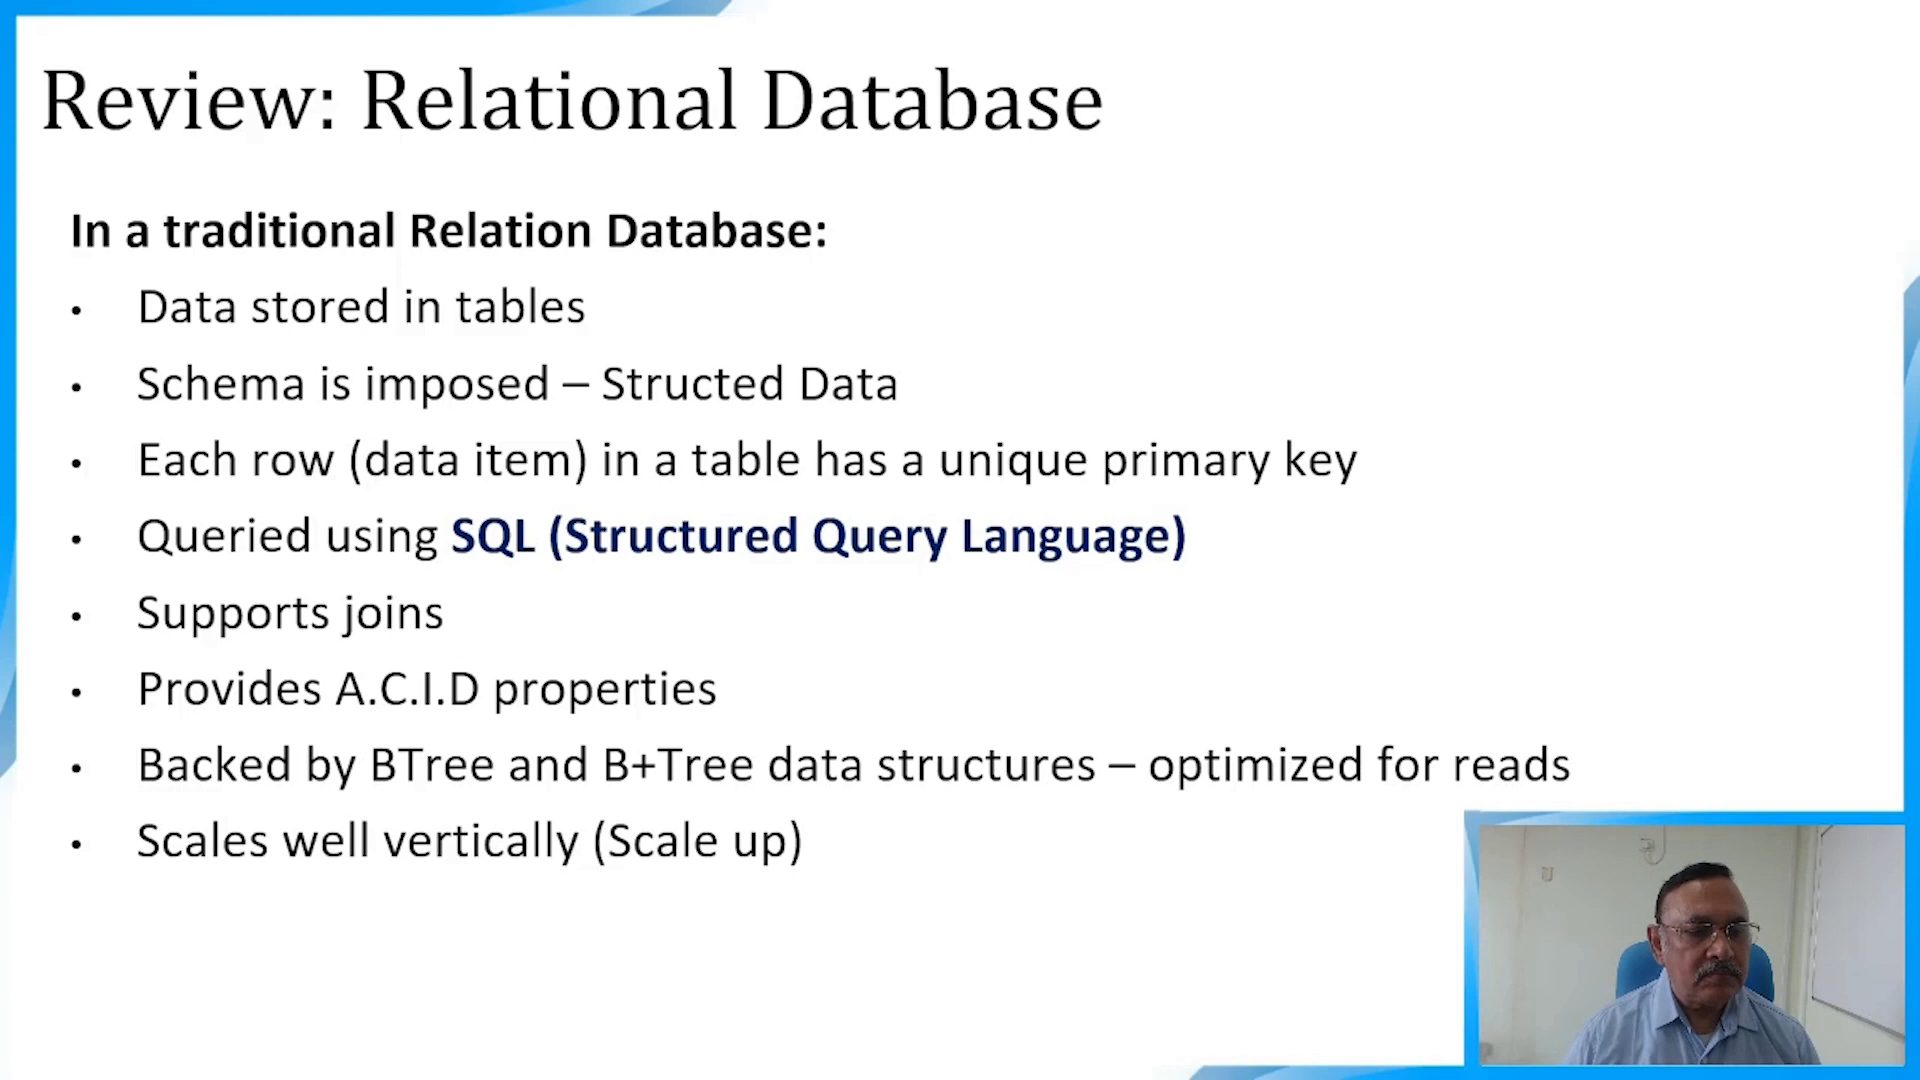 Review: Relational Database
In a traditional Relation Database:
• Data stored in tables
• Schema is imposed – Structed Data
• Each row (data item) in a table has a unique primary key
• Queried using SQL (Structured Query Language)
• Supports joins
• Provides A.C.I.D properties
• Backed by BTree and B+Tree data structures – optimized for reads
• Scales well vertically (Scale up)